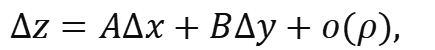 Δz = AΔx + BΔy + o(ρ),